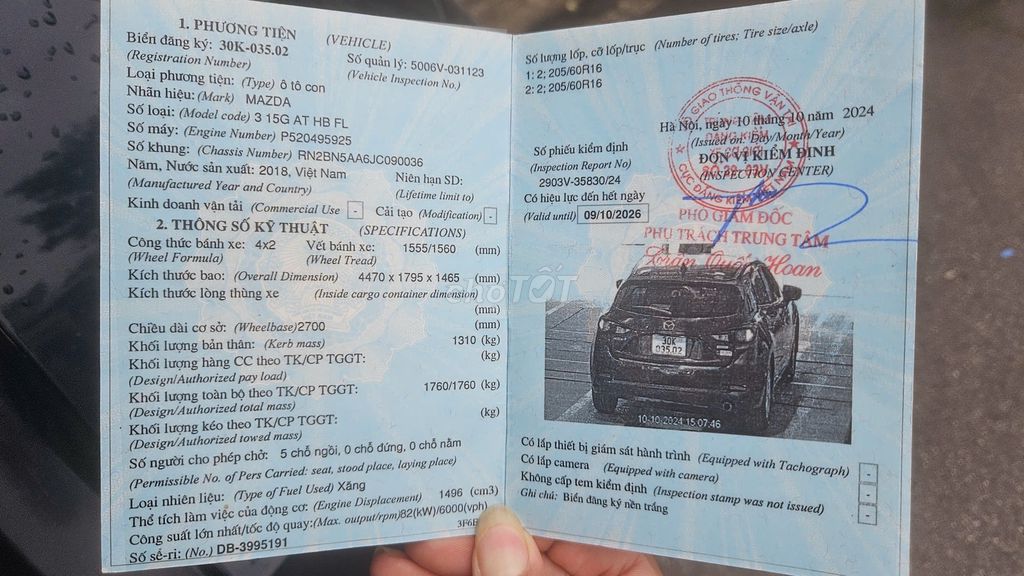 1. PHƯƠNG TIỆN (VEHICLE)
Biển đăng ký: 30K-035.02 Số quản lý: 5006V-031123
(Registration Number) (Vehicle Inspection No.)
Loại phương tiện: (Type) ô tô con
Nhãn hiệu: (Mark) MAZDA
Số loại: (Model code) 3 15G AT HB FL
Số máy: (Engine Number) P520495925
Số khung: (Chassis Number) RN2BN5AA6JC090036
Năm, Nước sản xuất: 2018, Việt Nam Niên hạn SD:
(Manufactured Year and Country) (Lifetime limit to)
Kinh doanh vận tải (Commercial Use - Cải tạo (Modification) -
2. THÔNG SỐ KỸ THUẬT (SPECIFICATIONS)
Công thức bánh xe: 4x2 Vết bánh xe: 1555/1560 (mm)
(Wheel Formula) (Wheel Tread)
Kích thước bao: (Overall Dimension) 4470 x 1795 x 1465 (mm)
Kích thước lòng thùng xe (Inside cargo container dimension)
(mm)
Chiều dài cơ sở: (Wheelbase) 2700 (mm)
Khối lượng bản thân: (Kerb mass) 1310 (kg)
Khối lượng hàng CC theo TK/CP TGGT: (kg)
(Design/Authorized pay load)
Khối lượng toàn bộ theo TK/CP TGGT: 1760/1760 (kg)
(Design/Authorized total mass)
Khối lượng kéo theo TK/CP TGGT: (kg)
(Design/Authorized towed mass)
Số người cho phép chở: 5 chỗ ngồi, 0 chỗ đứng, 0 chỗ nằm
(Permissible No. of Pers Carried: seat, stood place, laying place)
Loại nhiên liệu: (Type of Fuel Used) Xăng
Thể tích làm việc của động cơ: (Engine Displacement) 1496 (cm3)
Công suất lớn nhất/tốc độ quay: (Max. output/rpm) 82(kW)/6000(vph)
Số sê-ri: (No.) DB-3995191
Số lượng lốp, cỡ lốp/trục (Number of tires; Tire size/axle)
1: 2; 205/60R16
2: 2; 205/60R16
Hà Nội, ngày 10 tháng 10 năm 2024
(Issued on: Day/Month/Year)
Số phiếu kiểm định
(Inspection Report No)
2903V-35830/24
ĐƠN VỊ KIỂM ĐỊNH
(INSPECTION CENTER)
Có hiệu lực đến hết ngày
(Valid until) 09/10/2026
PHÓ GIÁM ĐỐC
PHỤ TRÁCH TRUNG TÂM
Trần Quốc Hoan
CHỢ TỐT
30K
035.02
10-10-2024 15:07:46
Có lắp thiết bị giám sát hành trình (Equipped with Tachograph) -
Có lắp camera (Equipped with camera) -
Không cấp tem kiểm định (Inspection stamp was not issued) -
Ghi chú: Biển đăng ký nền trắng